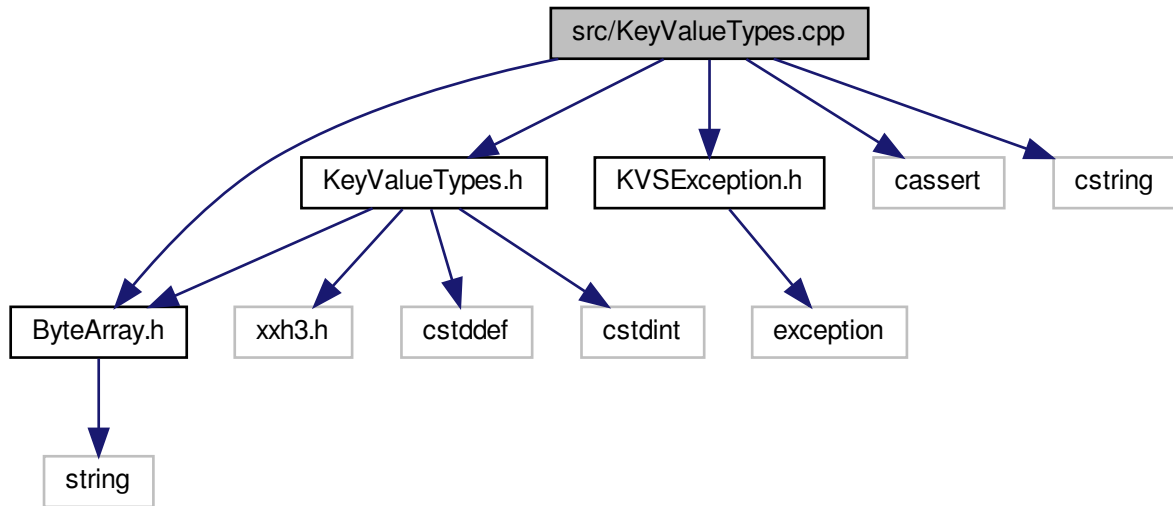 src/KeyValueTypes.cpp
KeyValueTypes.h
KVSException.h
cassert
cstring
ByteArray.h
xxh3.h
cstddef
cstdint
exception
string